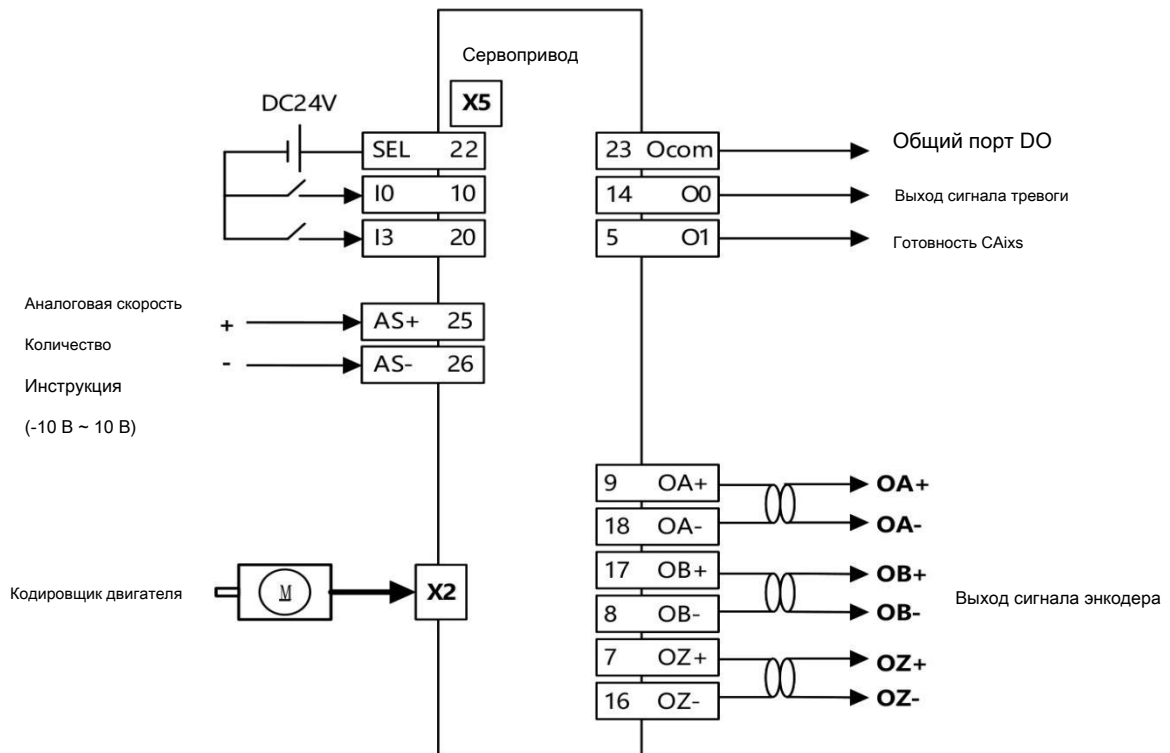 Сервопривод
X5
DC24V
SEL 22
I0 10
I3 20
23 Ocom
Общий порт DO
14 O0
Выход сигнала тревоги
5 O1
Готовность CAixs
Аналоговая скорость
Количество
Инструкция
(-10 В ~ 10 В)
+
-
AS+ 25
AS- 26
9 OA+
OA+
18 OA-
OA-
17 OB+
OB+
8 OB-
OB-
7 OZ+
OZ+
16 OZ-
OZ-
Выход сигнала энкодера
Кодировщик двигателя
M
X2